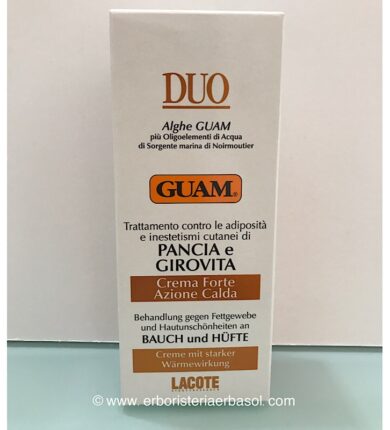 DUO
Alghe GUAM
più Oligoelementi di Acqua
di Sorgente marina di Noirmoutier
GUAM®
Trattamento contro le adiposità
e inestetismi cutanei di
PANCIA e
GIROVITA
Crema Forte
Azione Calda
Behandlung gegen Fettgewebe
und Hautunschönheiten an
BAUCH und HÜFTE
Creme mit starker
Wärmewirkung
LACOTE
© www.erboristeriaerbasol.com